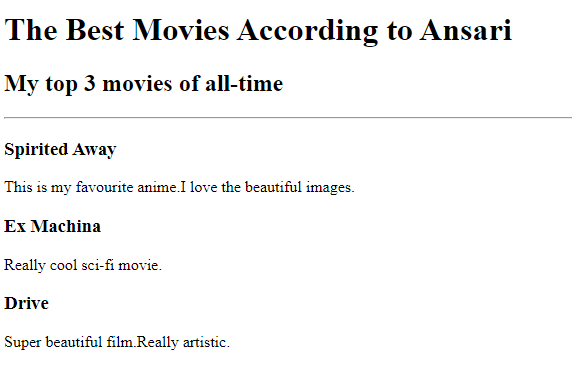 The Best Movies According to Ansari
My top 3 movies of all-time
Spirited Away
This is my favourite anime.I love the beautiful images.
Ex Machina
Really cool sci-fi movie.
Drive
Super beautiful film.Really artistic.